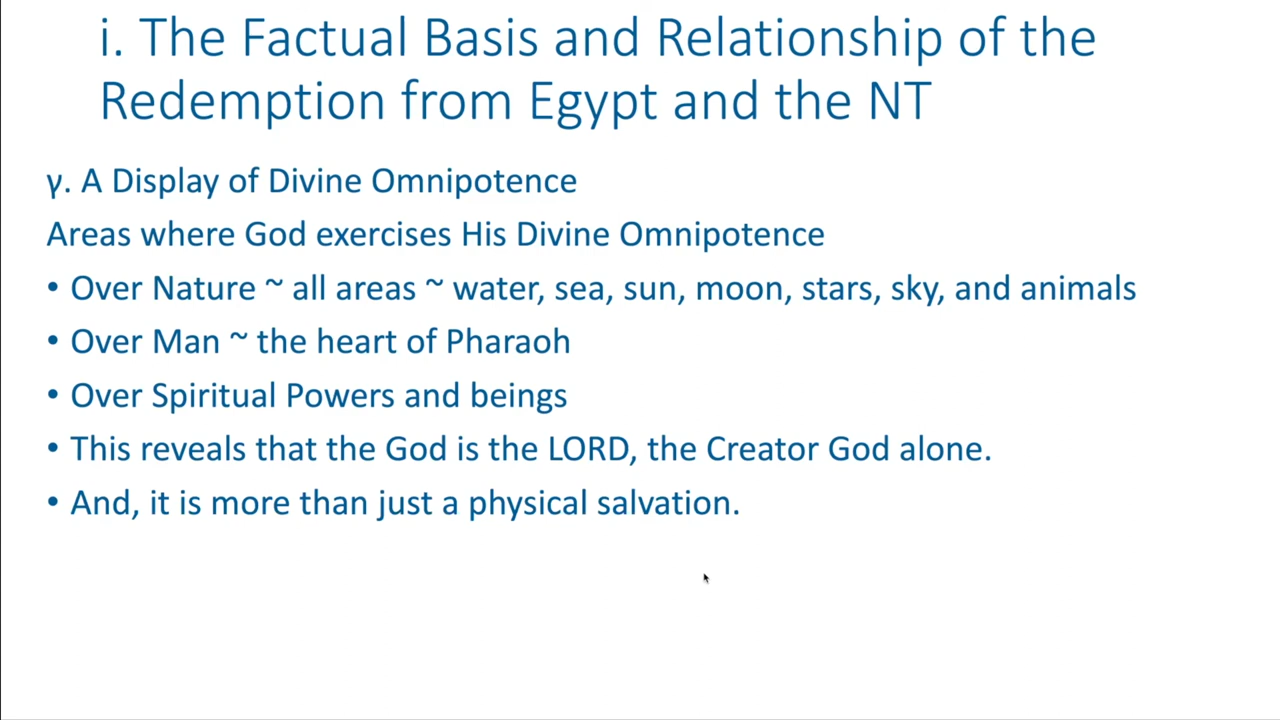 i. The Factual Basis and Relationship of the
Redemption from Egypt and the NT
γ. A Display of Divine Omnipotence
Areas where God exercises His Divine Omnipotence
• Over Nature ~ all areas ~ water, sea, sun, moon, stars, sky, and animals
• Over Man ~ the heart of Pharaoh
• Over Spiritual Powers and beings
• This reveals that the God is the LORD, the Creator God alone.
• And, it is more than just a physical salvation.